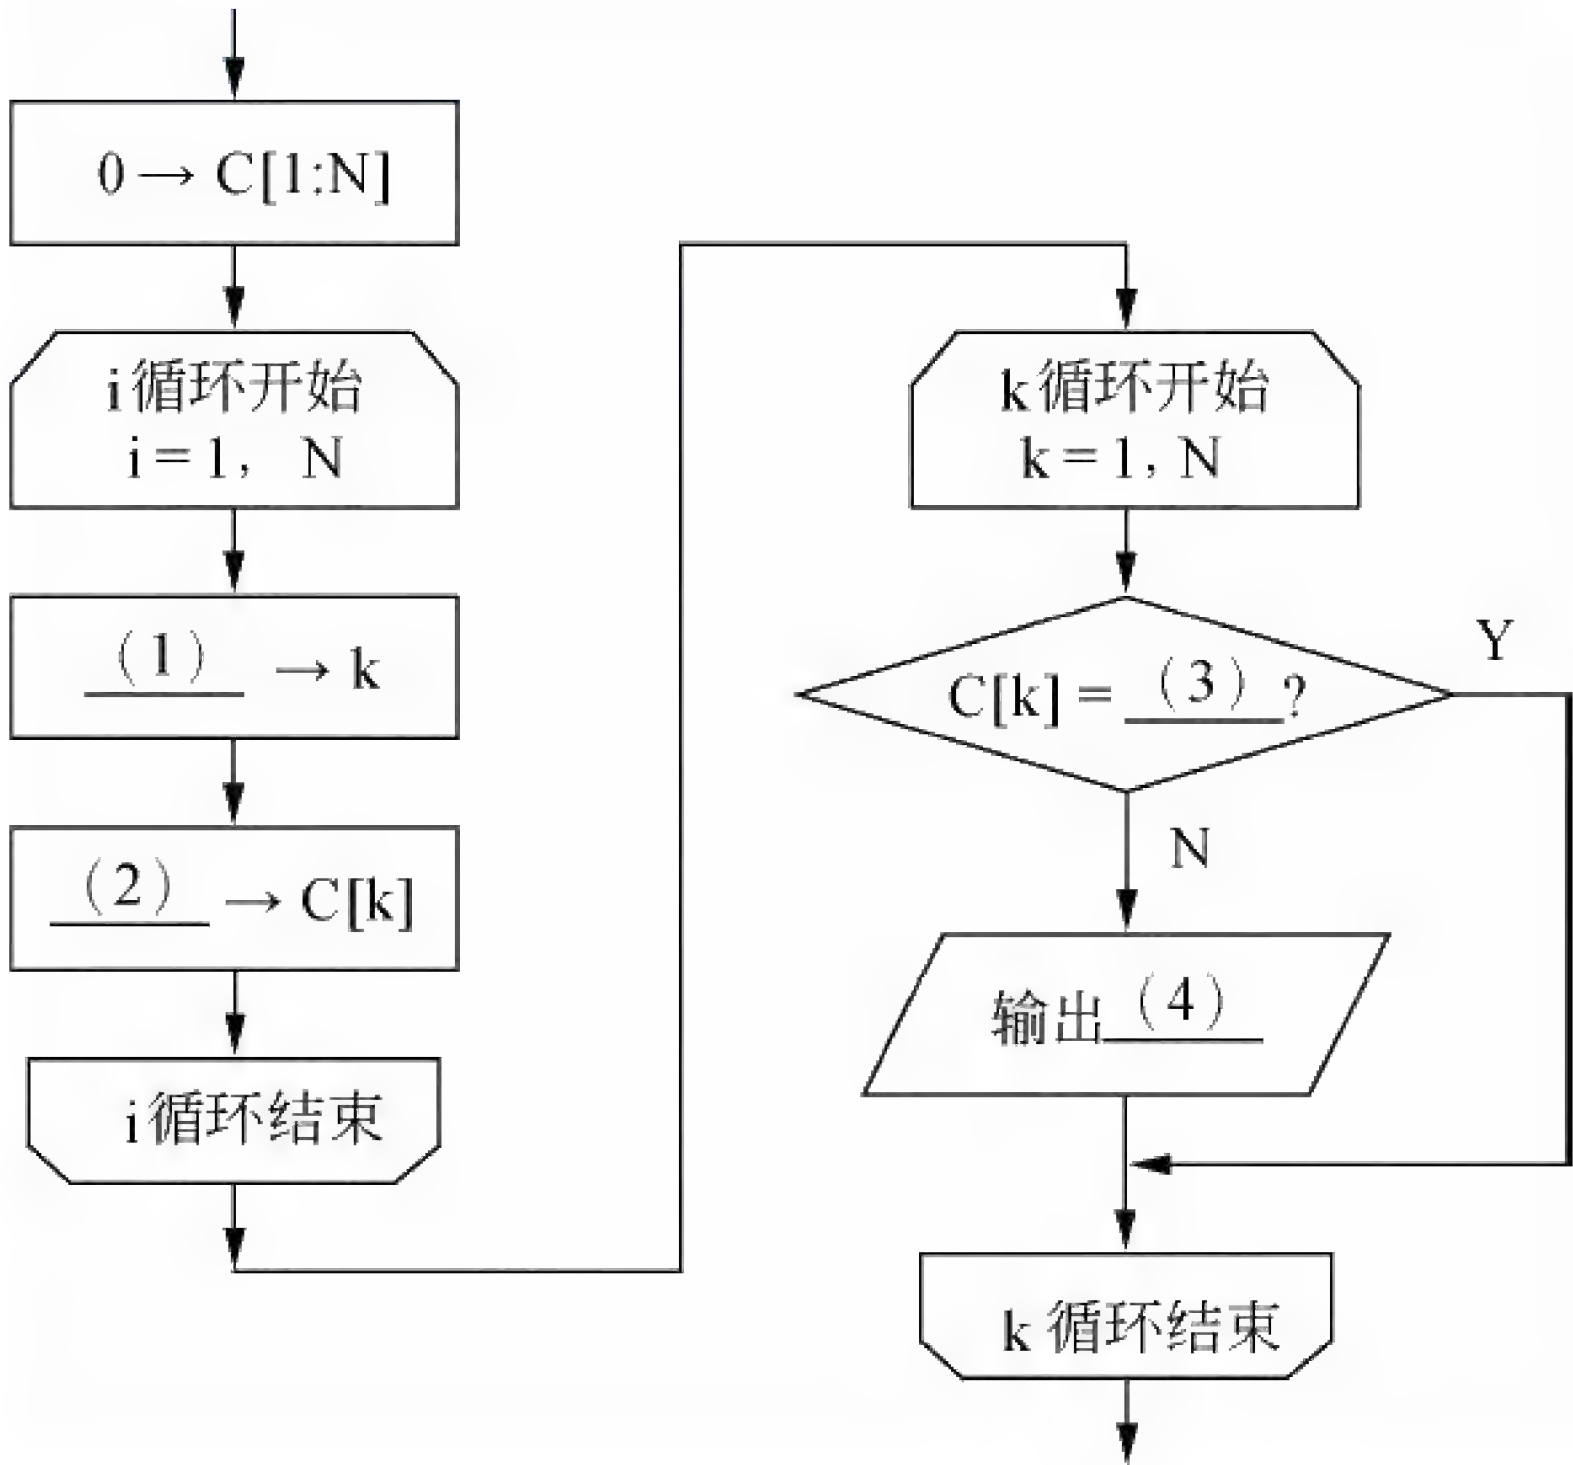 0 → C[1:N]
i循环开始
i = 1, N
(1) → k
(2) → C[k]
i循环结束
k循环开始
k = 1, N
C[k] = (3) ?
Y
N
输出 (4)
k 循环结束